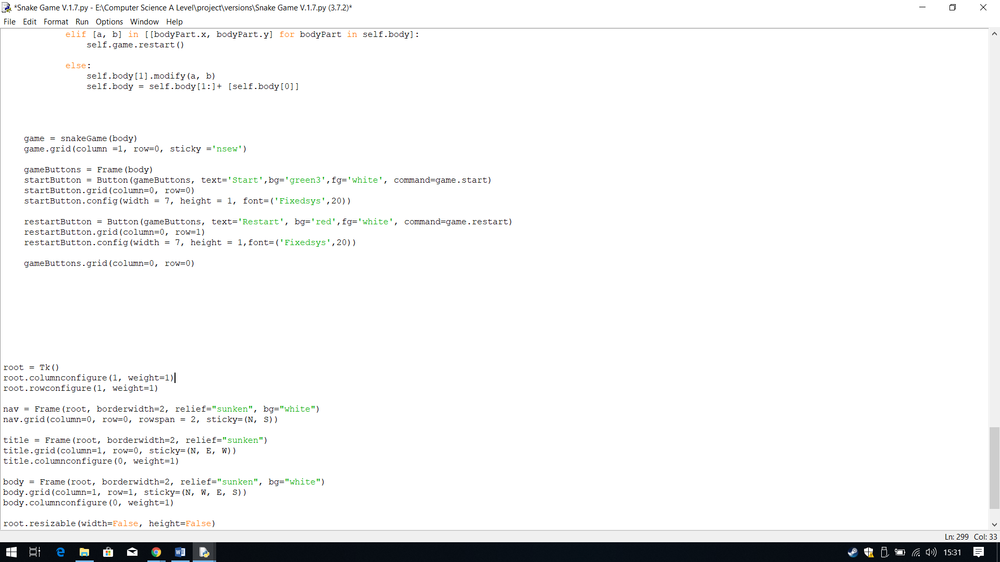 *Snake Game V.1.7.py - E:\Computer Science A Level\project\versions\Snake Game V.1.7.py (3.7.2)*
File Edit Format Run Options Window Help
elif [a, b] in [[bodyPart.x, bodyPart.y] for bodyPart in self.body]:
self.game.restart()
else:
self.body[1].modify(a, b)
self.body = self.body[1:]+ [self.body[0]]
game = snakeGame(body)
game.grid(column =1, row=0, sticky ='nsew')
gameButtons = Frame(body)
startButton = Button(gameButtons, text='Start',bg='green3',fg='white', command=game.start)
startButton.grid(column=0, row=0)
startButton.config(width = 7, height = 1, font=('Fixedsys',20))
restartButton = Button(gameButtons, text='Restart', bg='red',fg='white', command=game.restart)
restartButton.grid(column=0, row=1)
restartButton.config(width = 7, height = 1,font=('Fixedsys',20))
gameButtons.grid(column=0, row=0)
root = Tk()
root.columnconfigure(1, weight=1)
root.rowconfigure(1, weight=1)
nav = Frame(root, borderwidth=2, relief="sunken", bg="white")
nav.grid(column=0, row=0, rowspan = 2, sticky=(N, S))
title = Frame(root, borderwidth=2, relief="sunken")
title.grid(column=1, row=0, sticky=(N, E, W))
title.columnconfigure(0, weight=1)
body = Frame(root, borderwidth=2, relief="sunken", bg="white")
body.grid(column=1, row=1, sticky=(N, W, E, S))
body.columnconfigure(0, weight=1)
root.resizable(width=False, height=False)
Ln: 299 Col: 33
15:31